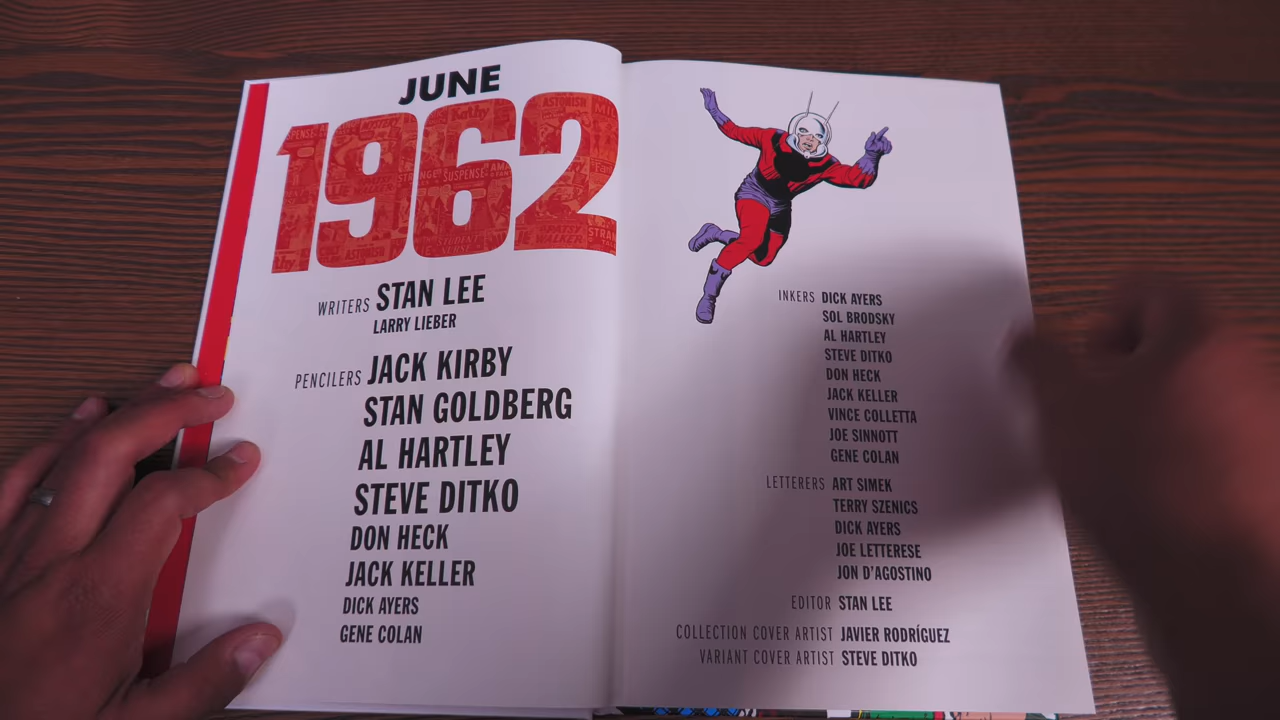 JUNE
1962
WRITERS STAN LEE
LARRY LIEBER
PENCILERS JACK KIRBY
STAN GOLDBERG
AL HARTLEY
STEVE DITKO
DON HECK
JACK KELLER
DICK AYERS
GENE COLAN
INKERS DICK AYERS
SOL BRODSKY
AL HARTLEY
STEVE DITKO
DON HECK
JACK KELLER
VINCE COLLETTA
JOE SINNOTT
GENE COLAN
LETTERERS ART SIMEK
TERRY SZENICS
DICK AYERS
JOE LETTERESE
JON D'AGOSTINO
EDITOR STAN LEE
COLLECTION COVER ARTIST JAVIER RODRÍGUEZ
VARIANT COVER ARTIST STEVE DITKO